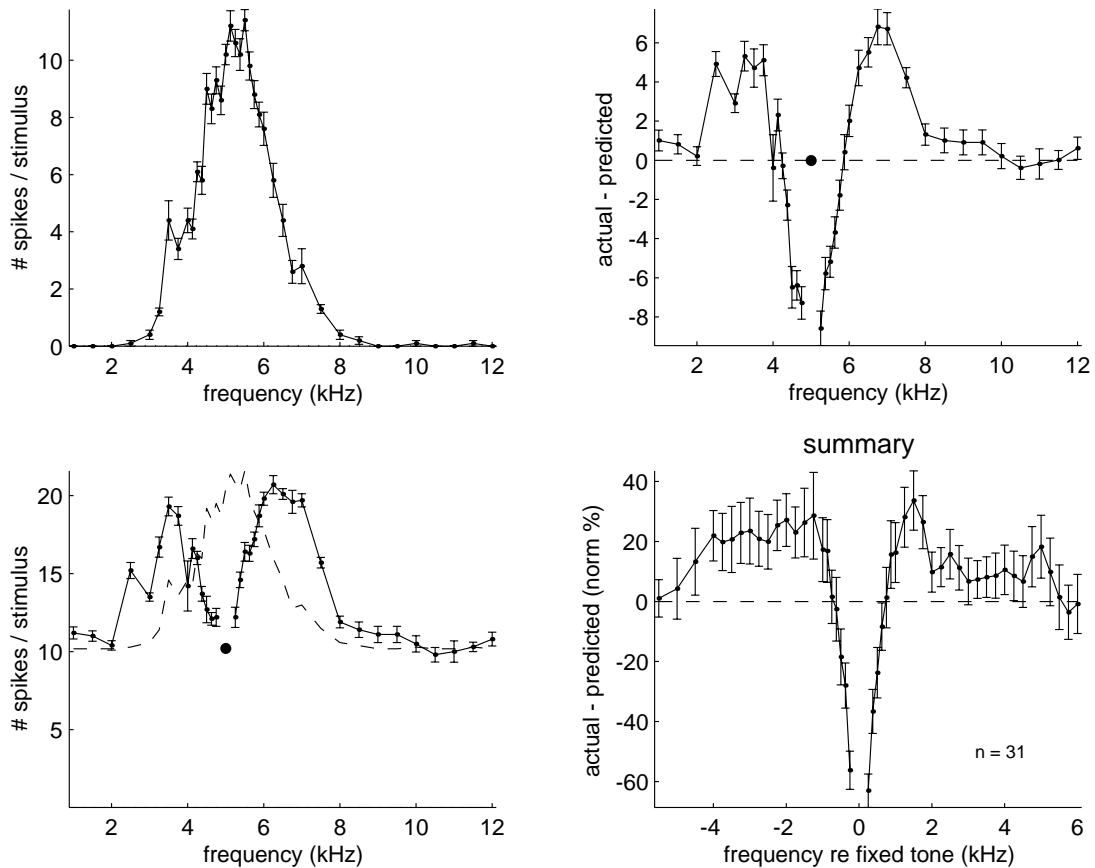 10
8
6
4
2
0
# spikes / stimulus
2 4 6 8 10 12
frequency (kHz)
6
4
2
0
-2
-4
-6
-8
actual - predicted
2 4 6 8 10 12
frequency (kHz)
20
15
10
5
# spikes / stimulus
2 4 6 8 10 12
frequency (kHz)
summary
40
20
0
-20
-40
-60
actual - predicted (norm %)
n = 31
-4 -2 0 2 4 6
frequency re fixed tone (kHz)